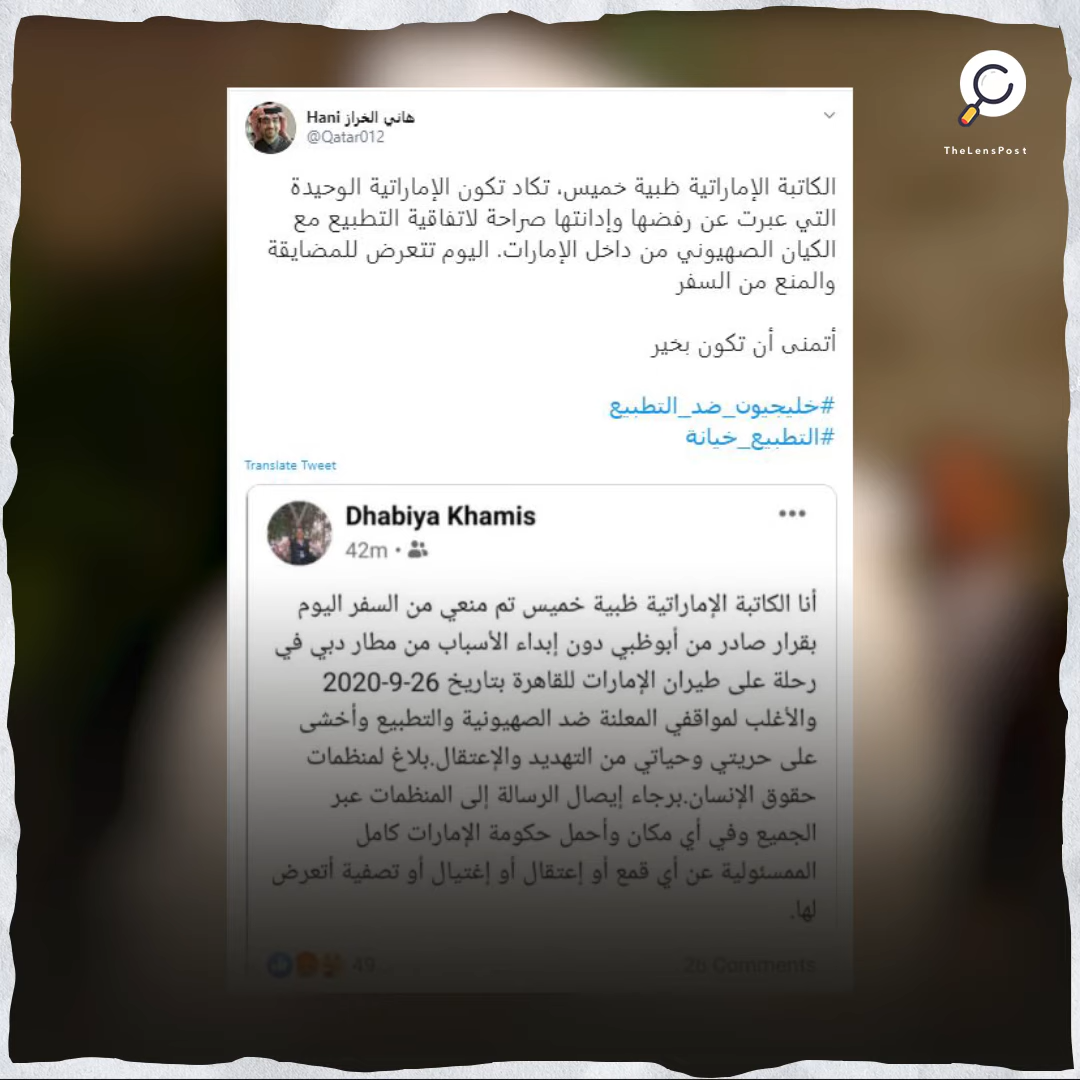 TheLensPost
هاني الخراز Hani
@Qatar012
الكاتبة الإماراتية ظبية خميس، تكاد تكون الإماراتية الوحيدة
التي عبرت عن رفضها وإدانتها صراحة لاتفاقية التطبيع مع
الكيان الصهيوني من داخل الإمارات. اليوم تتعرض للمضايقة
والمنع من السفر
أتمنى أن تكون بخير
#خليجيون_ضد_التطبيع
#التطبيع_خيانة
Translate Tweet
Dhabiya Khamis
42m
أنا الكاتبة الإماراتية ظبية خميس تم منعي من السفر اليوم
بقرار صادر من أبوظبي دون إبداء الأسباب من مطار دبي في
رحلة على طيران الإمارات للقاهرة بتاريخ 26-9-2020
والأغلب لمواقفي المعلنة ضد الصهيونية والتطبيع وأخشى
على حريتي وحياتي من التهديد والإعتقال.بلاغ لمنظمات
حقوق الإنسان.برجاء إيصال الرسالة إلى المنظمات عبر
الجميع وفي أي مكان وأحمل حكومة الإمارات كامل
الممسئولية عن أي قمع أو إعتقال أو إغتيال أو تصفية أتعرض
لها.
49
28 Comments